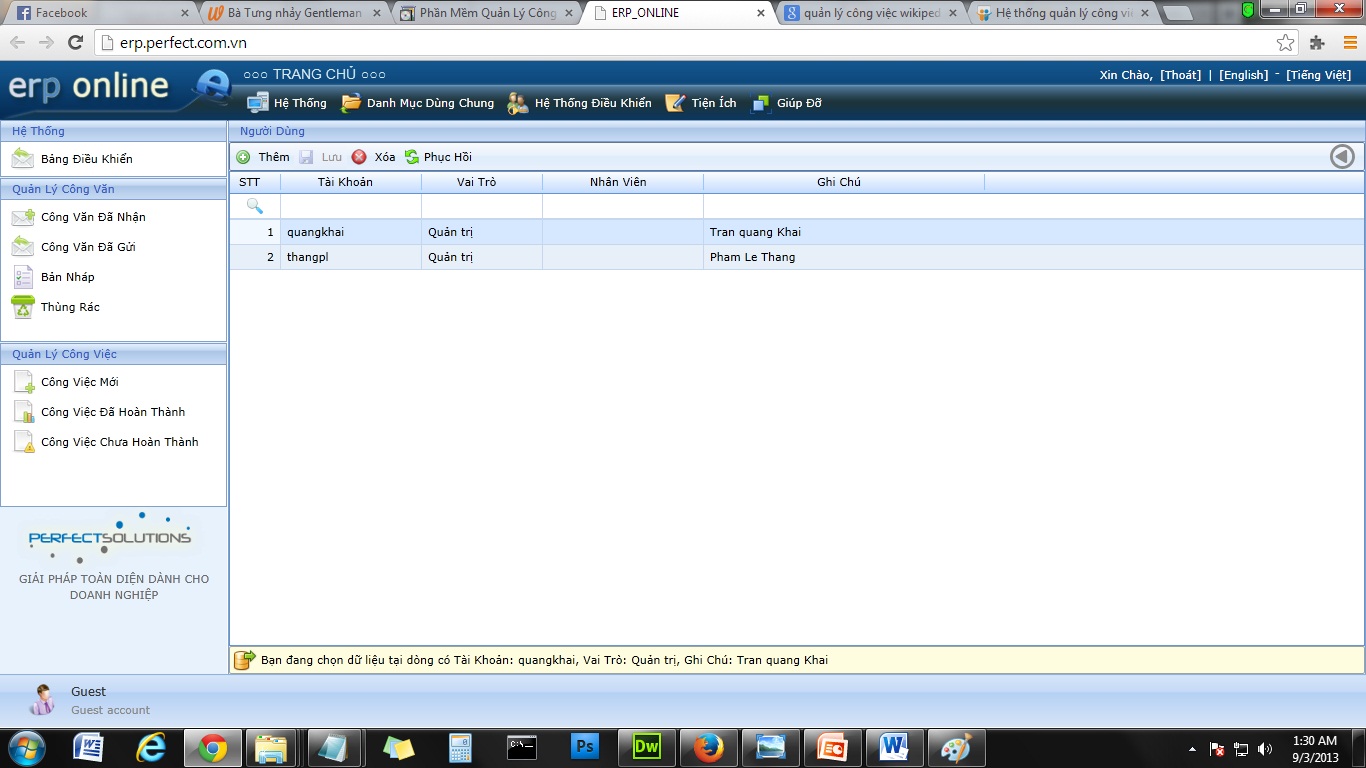 Facebook
Bà Tưng nhảy Gentleman
Phần Mềm Quản Lý Công
ERP_ONLINE
quản lý công việc wikiped
Hệ thống quản lý công việ
erp.perfect.com.vn
erp online
○○○ TRANG CHỦ ○○○
Xin Chào, [Thoát] | [English] - [Tiếng Việt]
Hệ Thống
Danh Mục Dùng Chung
Hệ Thống Điều Khiển
Tiện Ích
Giúp Đỡ
Hệ Thống
Bảng Điều Khiển
Quản Lý Công Văn
Công Văn Đã Nhận
Công Văn Đã Gửi
Bản Nháp
Thùng Rác
Quản Lý Công Việc
Công Việc Mới
Công Việc Đã Hoàn Thành
Công Việc Chưa Hoàn Thành
PERFECTSOLUTIONS
GIẢI PHÁP TOÀN DIỆN DÀNH CHO
DOANH NGHIỆP
Người Dùng
Thêm Lưu Xóa Phục Hồi
STT Tài Khoản Vai Trò Nhân Viên Ghi Chú
1 quangkhai Quản trị Tran quang Khai
2 thangpl Quản trị Pham Le Thang
Bạn đang chọn dữ liệu tại dòng có Tài Khoản: quangkhai, Vai Trò: Quản trị, Ghi Chú: Tran quang Khai
Guest
Guest account
C:\_
Ps
Dw
1:30 AM
9/3/2013